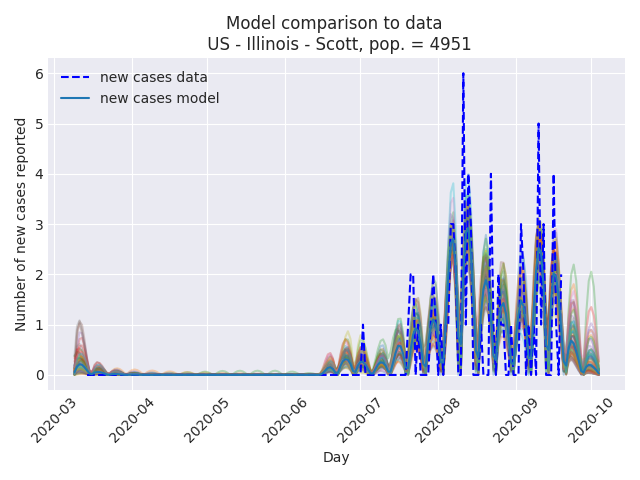 Model comparison to data
US - Illinois - Scott, pop. = 4951
new cases data
new cases model
Number of new cases reported
6
5
4
3
2
1
0
2020-03
2020-04
2020-05
2020-06
2020-07
2020-08
2020-09
2020-10
Day